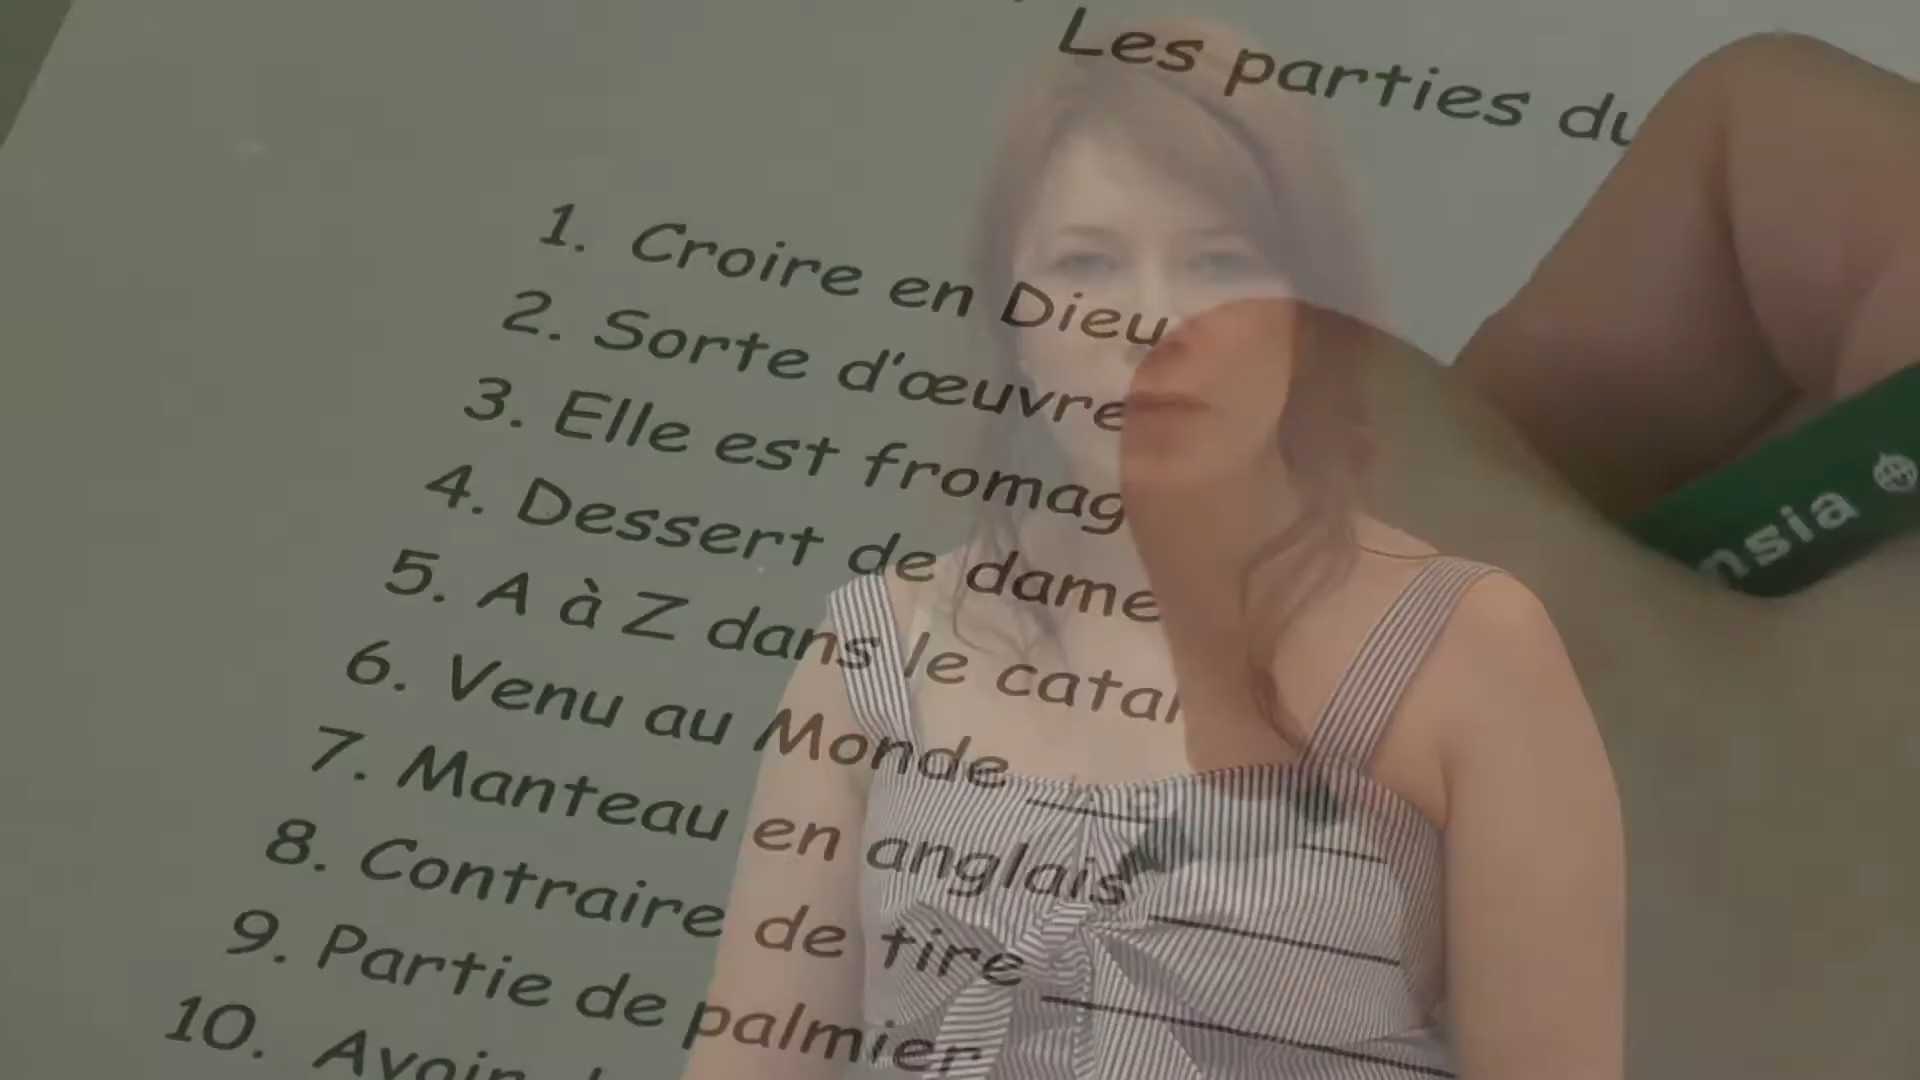 Les parties du
1. Croire en Dieu
2. Sorte d'œuvre
3. Elle est fromag
4. Dessert de dame
5. A à Z dans le catal
6. Venu au Monde
7. Manteau en anglais
8. Contraire de tire
9. Partie de palmier
10. Avoir
nsia